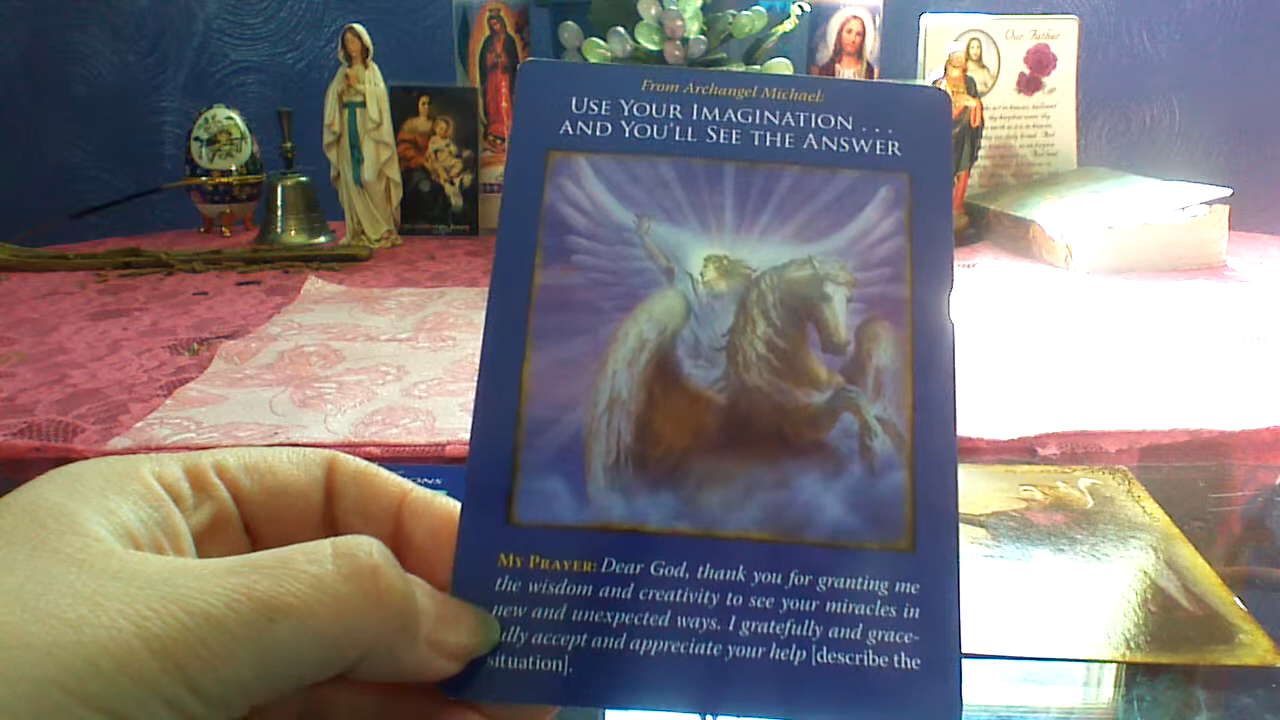 Our Father
From Archangel Michael:
USE YOUR IMAGINATION . . .
AND YOU'LL SEE THE ANSWER
MY PRAYER: Dear God, thank you for granting me
the wisdom and creativity to see your miracles in
new and unexpected ways. I gratefully and grace-
ully accept and appreciate your help [describe the
situation].